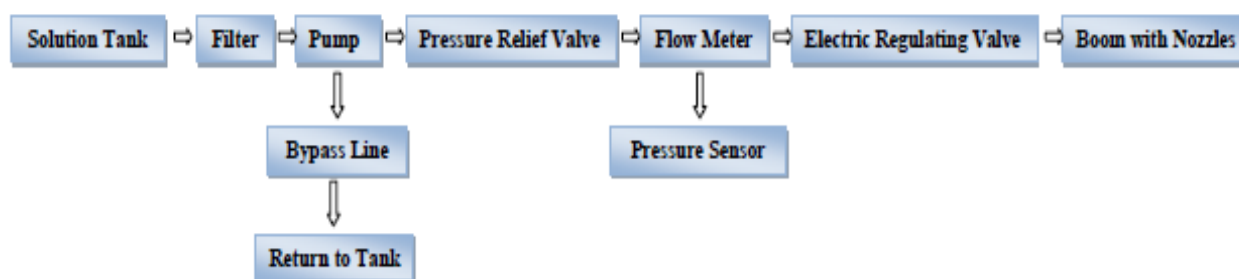 Solution Tank
Filter
Pump
Pressure Relief Valve
Flow Meter
Electric Regulating Valve
Boom with Nozzles
Bypass Line
Pressure Sensor
Return to Tank